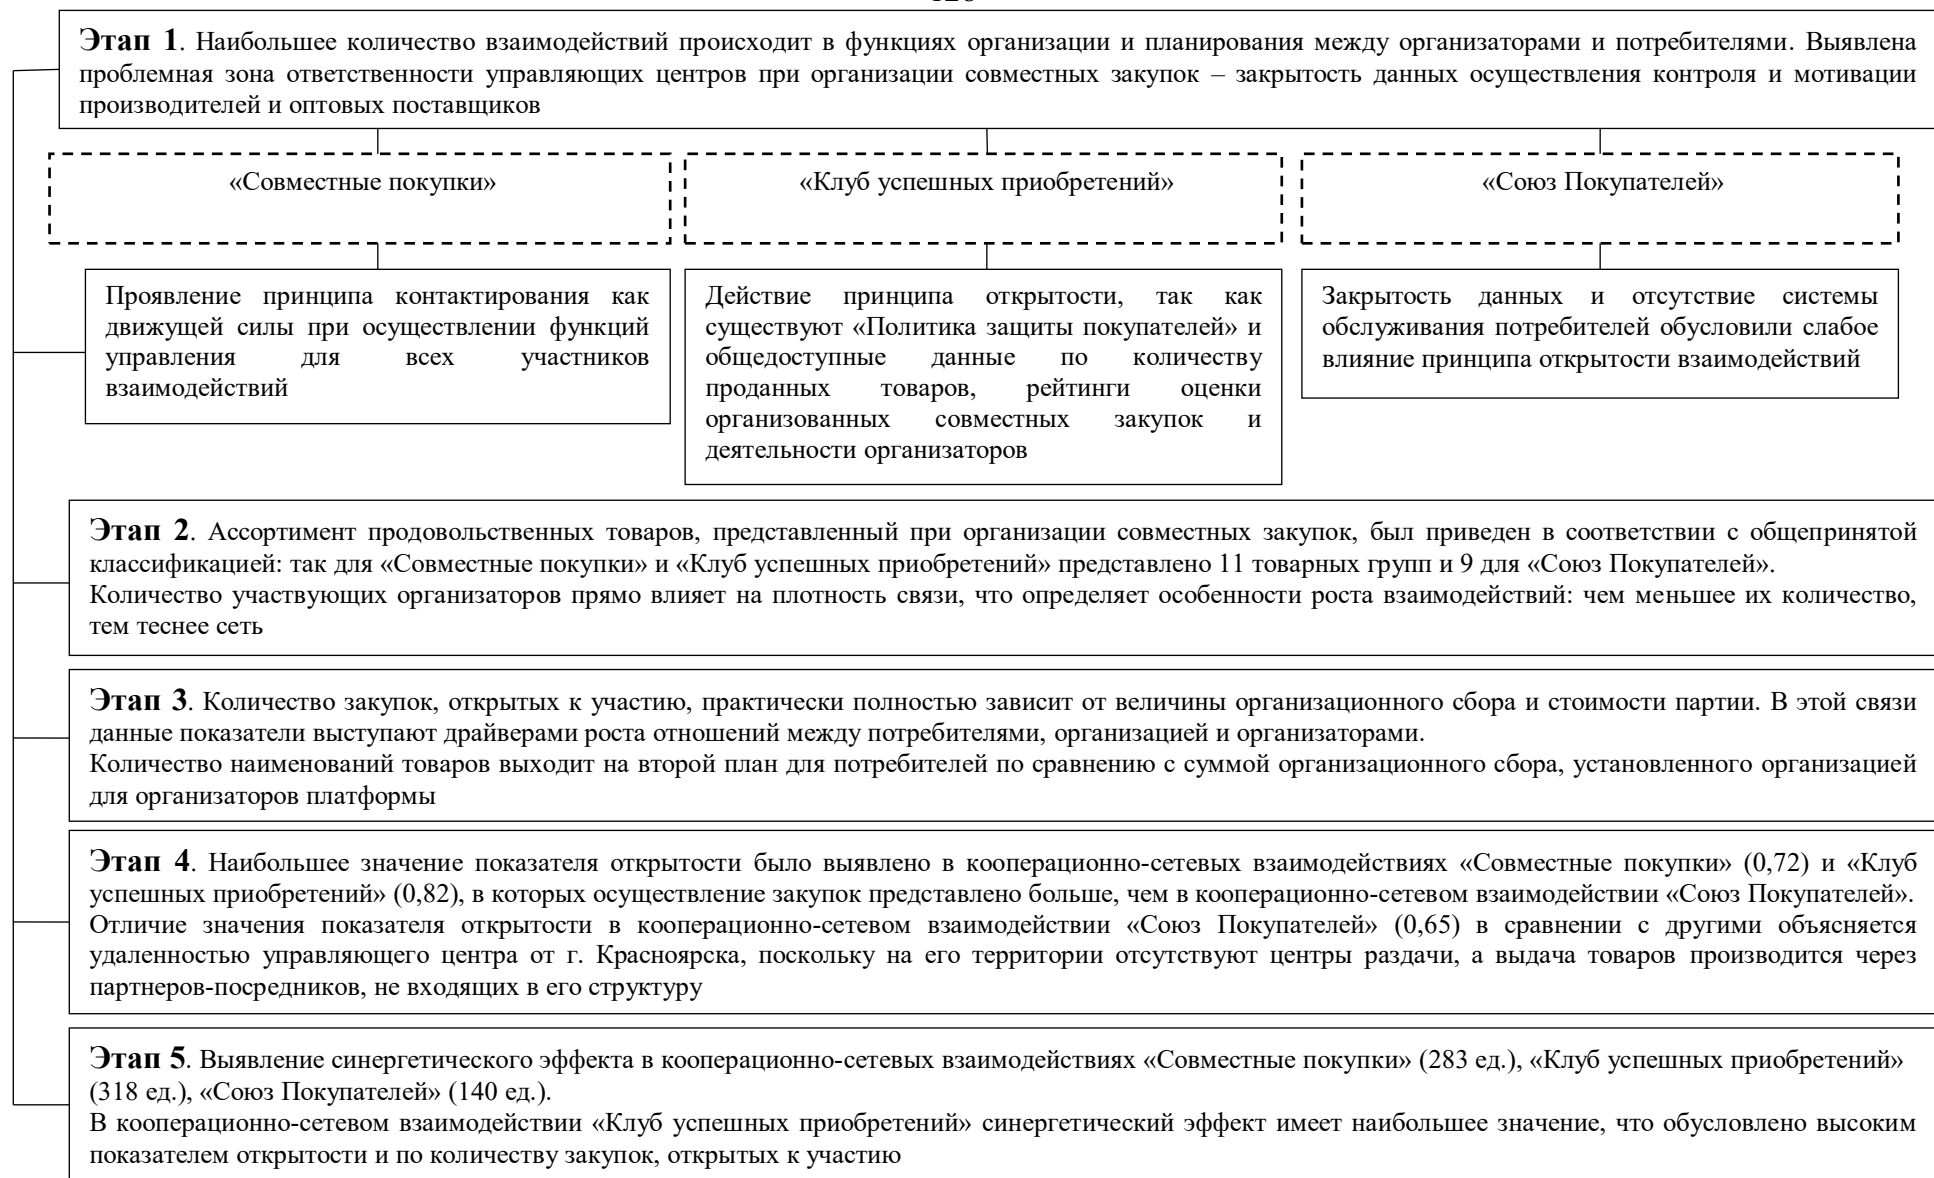 Этап 1. Наибольшее количество взаимодействий происходит в функциях организации и планирования между организаторами и потребителями. Выявлена
проблемная зона ответственности управляющих центров при организации совместных закупок – закрытость данных осуществления контроля и мотивации
производителей и оптовых поставщиков
«Совместные покупки»
«Клуб успешных приобретений»
«Союз Покупателей»
Проявление принципа контактирования как
движущей силы при осуществлении функций
управления для всех участников
взаимодействий
Действие принципа открытости, так как
существуют «Политика защиты покупателей» и
общедоступные данные по количеству
проданных товаров, рейтинги оценки
организованных совместных закупок и
деятельности организаторов
Закрытость данных и отсутствие системы
обслуживания потребителей обусловили слабое
влияние принципа открытости взаимодействий
Этап 2. Ассортимент продовольственных товаров, представленный при организации совместных закупок, был приведен в соответствии с общепринятой
классификацией: так для «Совместные покупки» и «Клуб успешных приобретений» представлено 11 товарных групп и 9 для «Союз Покупателей».
Количество участвующих организаторов прямо влияет на плотность связи, что определяет особенности роста взаимодействий: чем меньшее их количество,
тем теснее сеть
Этап 3. Количество закупок, открытых к участию, практически полностью зависит от величины организационного сбора и стоимости партии. В этой связи
данные показатели выступают драйверами роста отношений между потребителями, организацией и организаторами.
Количество наименований товаров выходит на второй план для потребителей по сравнению с суммой организационного сбора, установленного организацией
для организаторов платформы
Этап 4. Наибольшее значение показателя открытости было выявлено в кооперационно-сетевых взаимодействиях «Совместные покупки» (0,72) и «Клуб
успешных приобретений» (0,82), в которых осуществление закупок представлено больше, чем в кооперационно-сетевом взаимодействии «Союз Покупателей».
Отличие значения показателя открытости в кооперационно-сетевом взаимодействии «Союз Покупателей» (0,65) в сравнении с другими объясняется
удаленностью управляющего центра от г. Красноярска, поскольку на его территории отсутствуют центры раздачи, а выдача товаров производится через
партнеров-посредников, не входящих в его структуру
Этап 5. Выявление синергетического эффекта в кооперационно-сетевых взаимодействиях «Совместные покупки» (283 ед.), «Клуб успешных приобретений»
(318 ед.), «Союз Покупателей» (140 ед.).
В кооперационно-сетевом взаимодействии «Клуб успешных приобретений» синергетический эффект имеет наибольшее значение, что обусловлено высоким
показателем открытости и по количеству закупок, открытых к участию